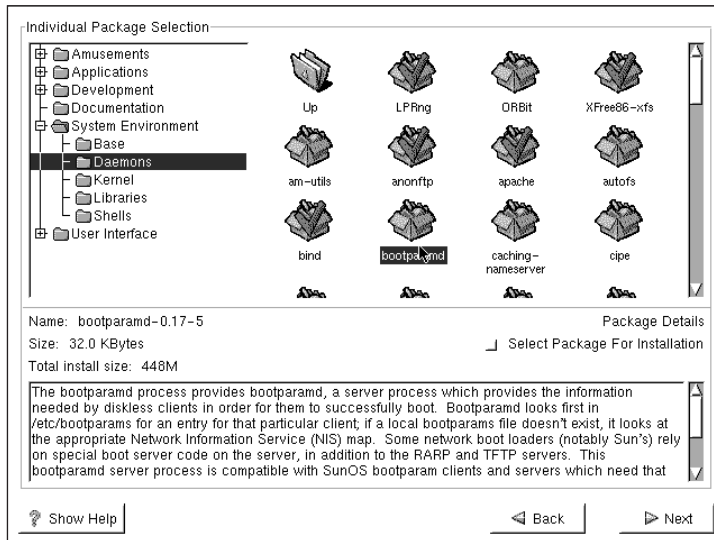 Individual Package Selection
Amusements
Applications
Development
Documentation
System Environment
Base
Daemons
Kernel
Libraries
Shells
User Interface
Up LPRng ORBit XFree86-xfs
am-utils anonftp apache autofs
bind bootparamd caching-nameserver cipe
Name: bootparamd-0.17-5 Package Details
Size: 32.0 KBytes Select Package For Installation
Total install size: 448M
The bootparamd process provides bootparamd, a server process which provides the information
needed by diskless clients in order for them to successfully boot. Bootparamd looks first in
/etc/bootparams for an entry for that particular client; if a local bootparams file doesn't exist, it looks at
the appropriate Network Information Service (NIS) map. Some network boot loaders (notably Sun's) rely
on special boot server code on the server, in addition to the RARP and TFTP servers. This
bootparamd server process is compatible with SunOS bootparam clients and servers which need that
Show Help Back Next